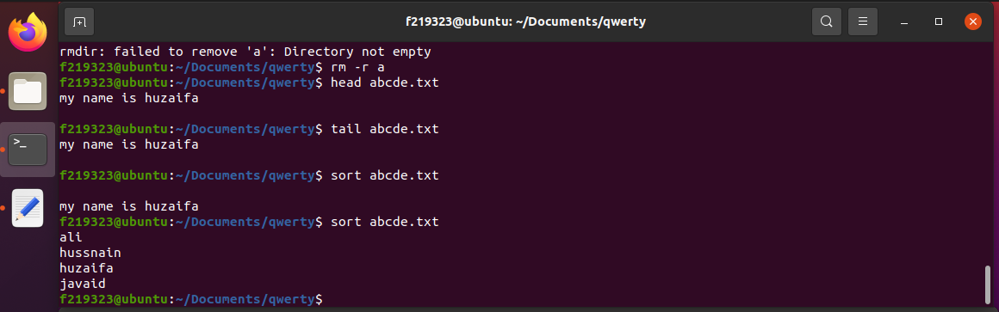 f219323@ubuntu: ~/Documents/qwerty
rmdir: failed to remove 'a': Directory not empty
f219323@ubuntu:~/Documents/qwerty$ rm -r a
f219323@ubuntu:~/Documents/qwerty$ head abcde.txt
my name is huzaifa
f219323@ubuntu:~/Documents/qwerty$ tail abcde.txt
my name is huzaifa
f219323@ubuntu:~/Documents/qwerty$ sort abcde.txt
my name is huzaifa
f219323@ubuntu:~/Documents/qwerty$ sort abcde.txt
ali
hussnain
huzaifa
javaid
f219323@ubuntu:~/Documents/qwerty$